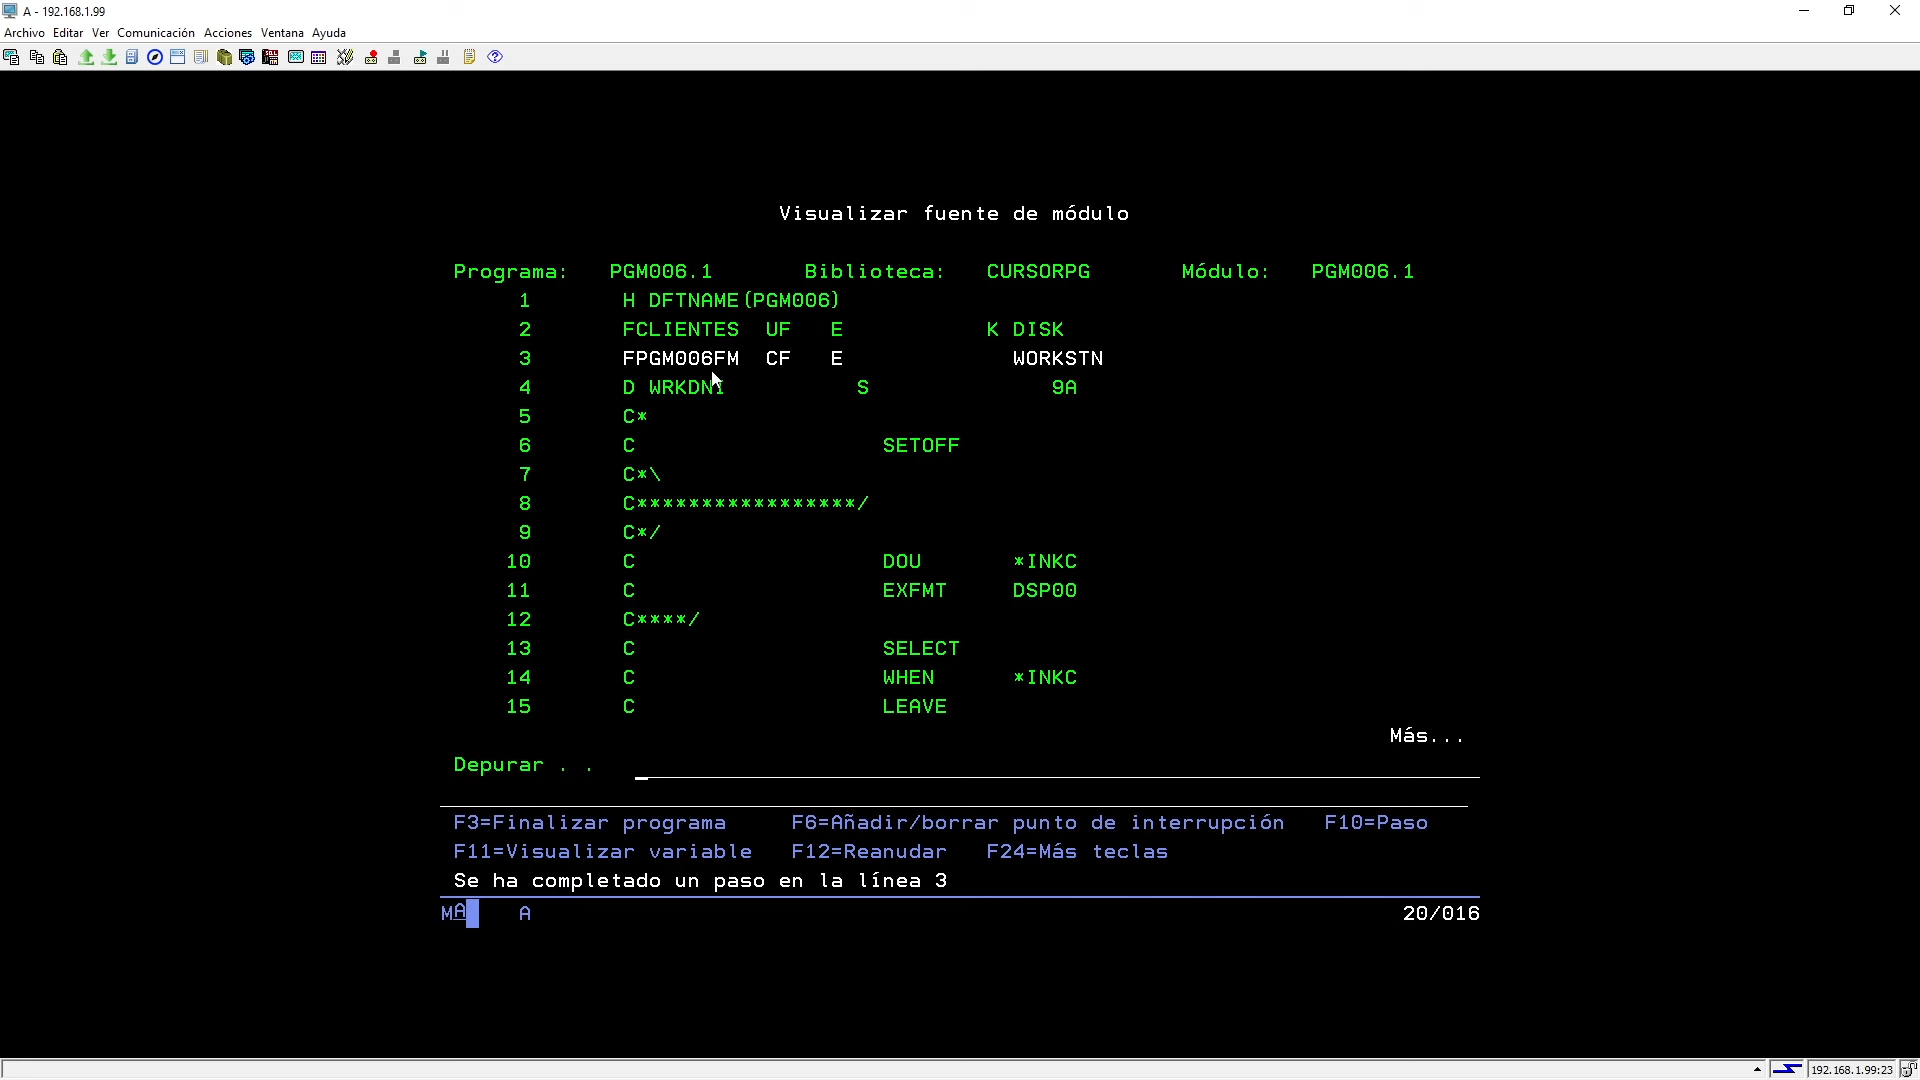 A - 192.168.1.99
Archivo Editar Ver Comunicación Acciones Ventana Ayuda
Visualizar fuente de módulo
Programa: PGM006.1 Biblioteca: CURSORPG Módulo: PGM006.1
1 H DFTNAME(PGM006)
2 FCLIENTES UF E K DISK
3 FPGM006FM CF E WORKSTN
4 D WRKDNI S 9A
5 C*
6 C SETOFF
7 C*\
8 C*****************/
9 C*/
10 C DOU *INKC
11 C EXFMT DSP00
12 C****/
13 C SELECT
14 C WHEN *INKC
15 C LEAVE
Más...
Depurar . .
F3=Finalizar programa F6=Añadir/borrar punto de interrupción F10=Paso
F11=Visualizar variable F12=Reanudar F24=Más teclas
Se ha completado un paso en la línea 3
MA A 20/016
192.168.1.99:23